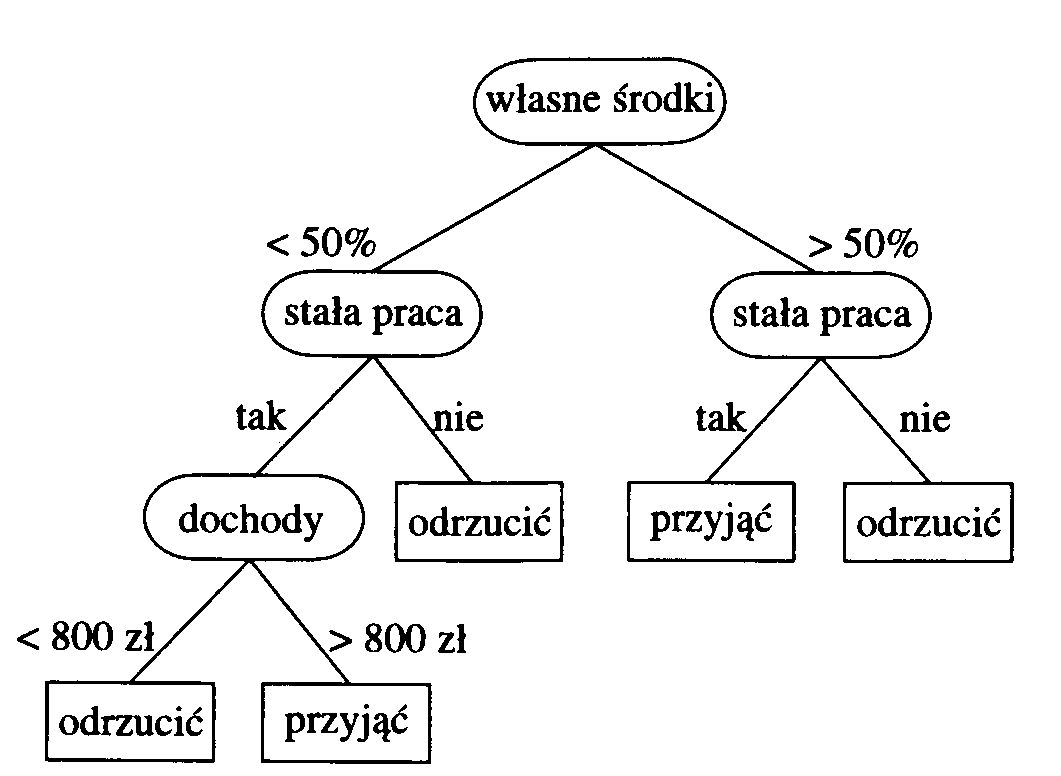 własne środki
< 50%
> 50%
stała praca
stała praca
tak
nie
tak
nie
dochody
odrzucić
przyjąć
odrzucić
< 800 zł
> 800 zł
odrzucić
przyjąć